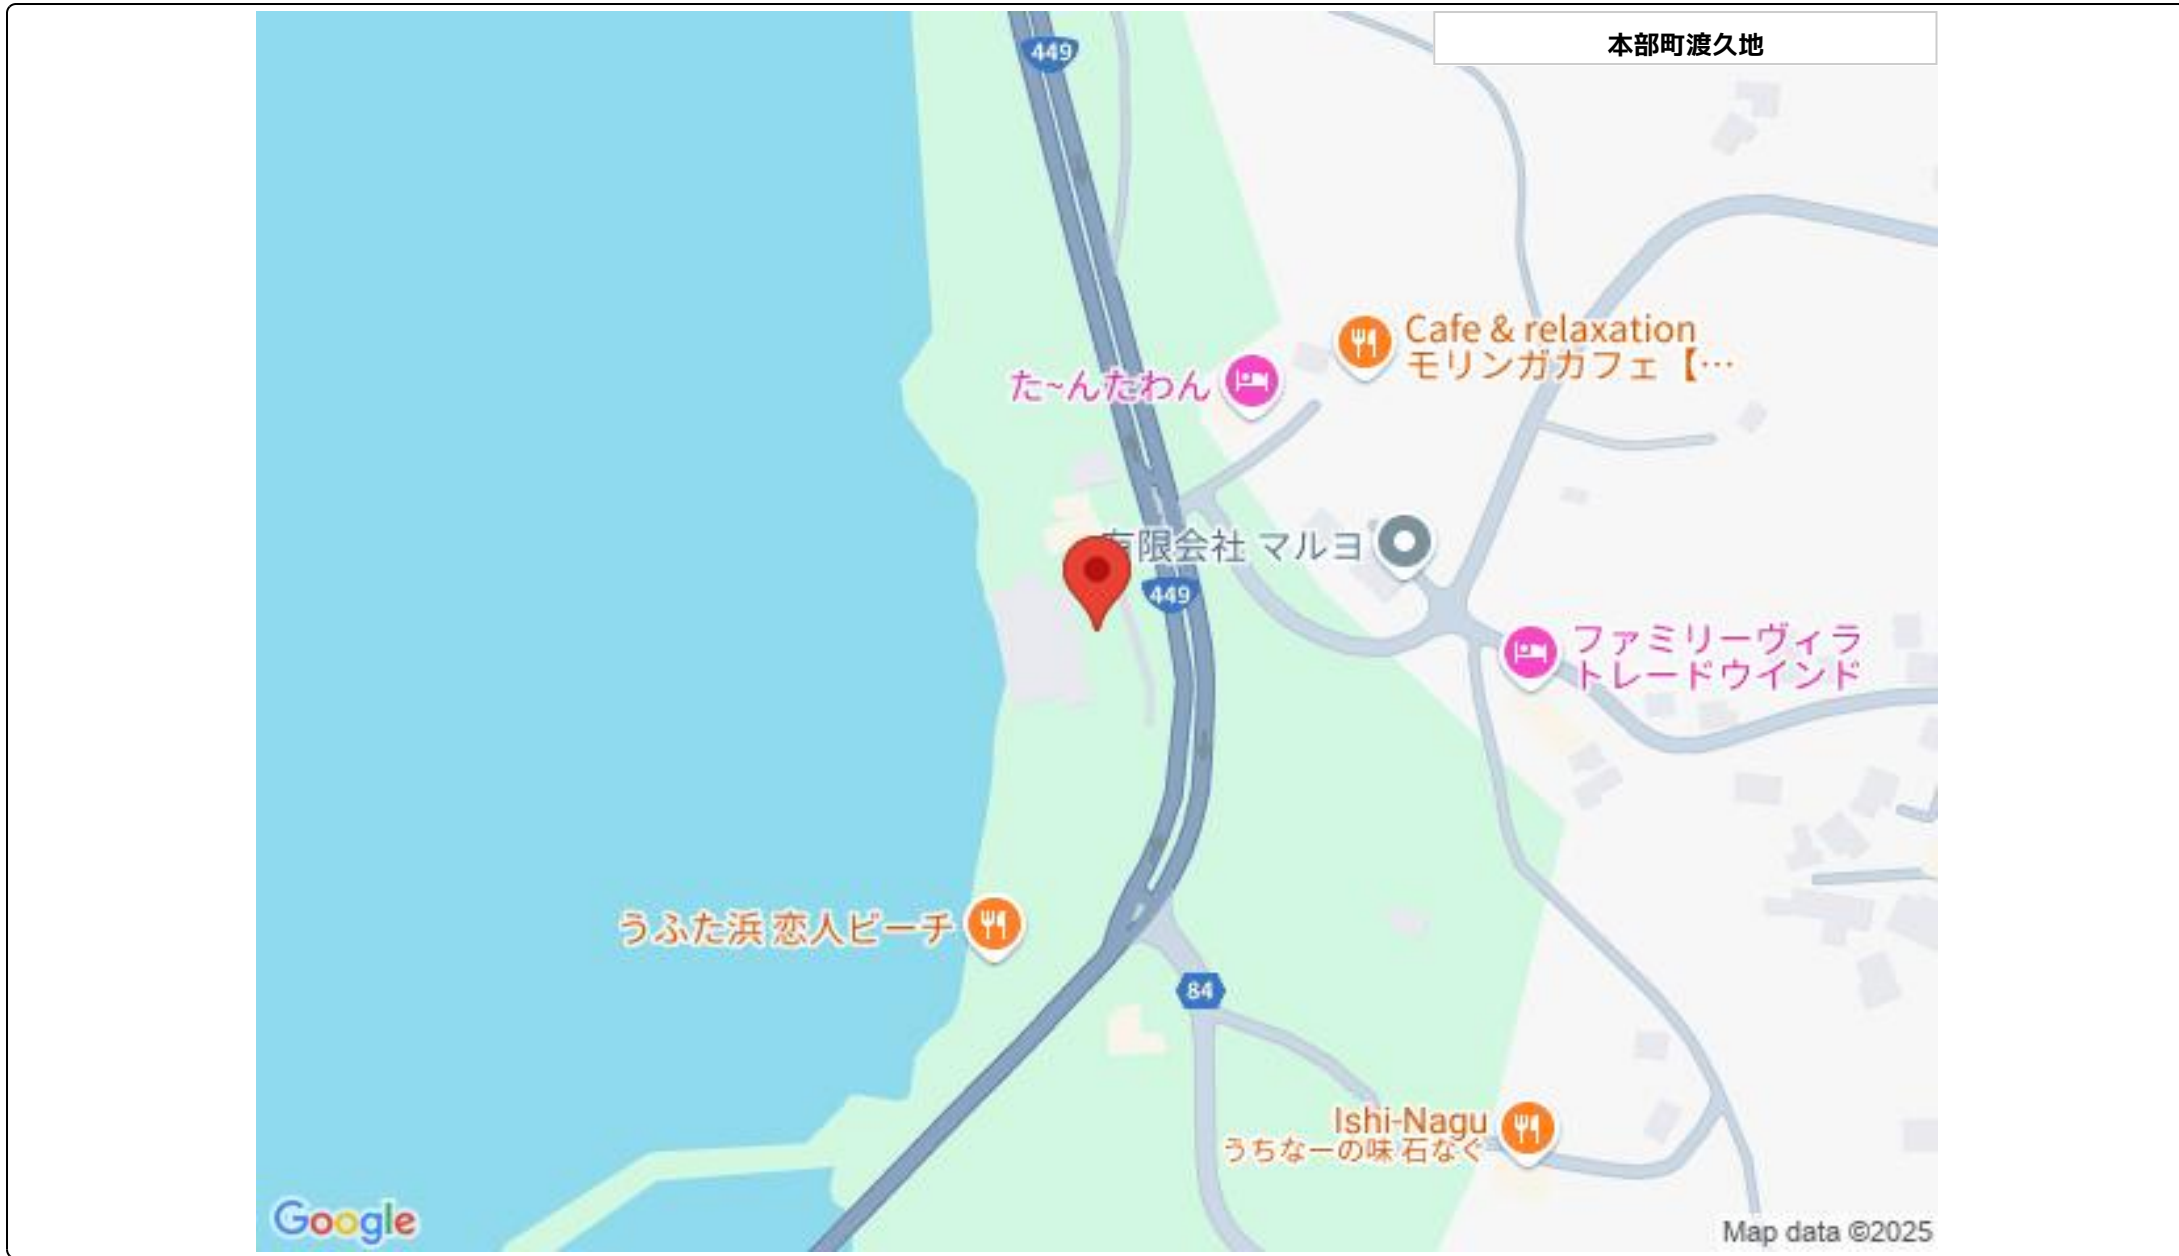 本部町渡久地
449
Cafe & relaxation
モリンガカフェ【…
た~んたわん
有限会社 マルヨ
449
ファミリーヴィラ
トレードウインド
うふた浜 恋人ビーチ
84
Ishi-Nagu
うちなーの味 石なぐ
Google
Map data ©2025